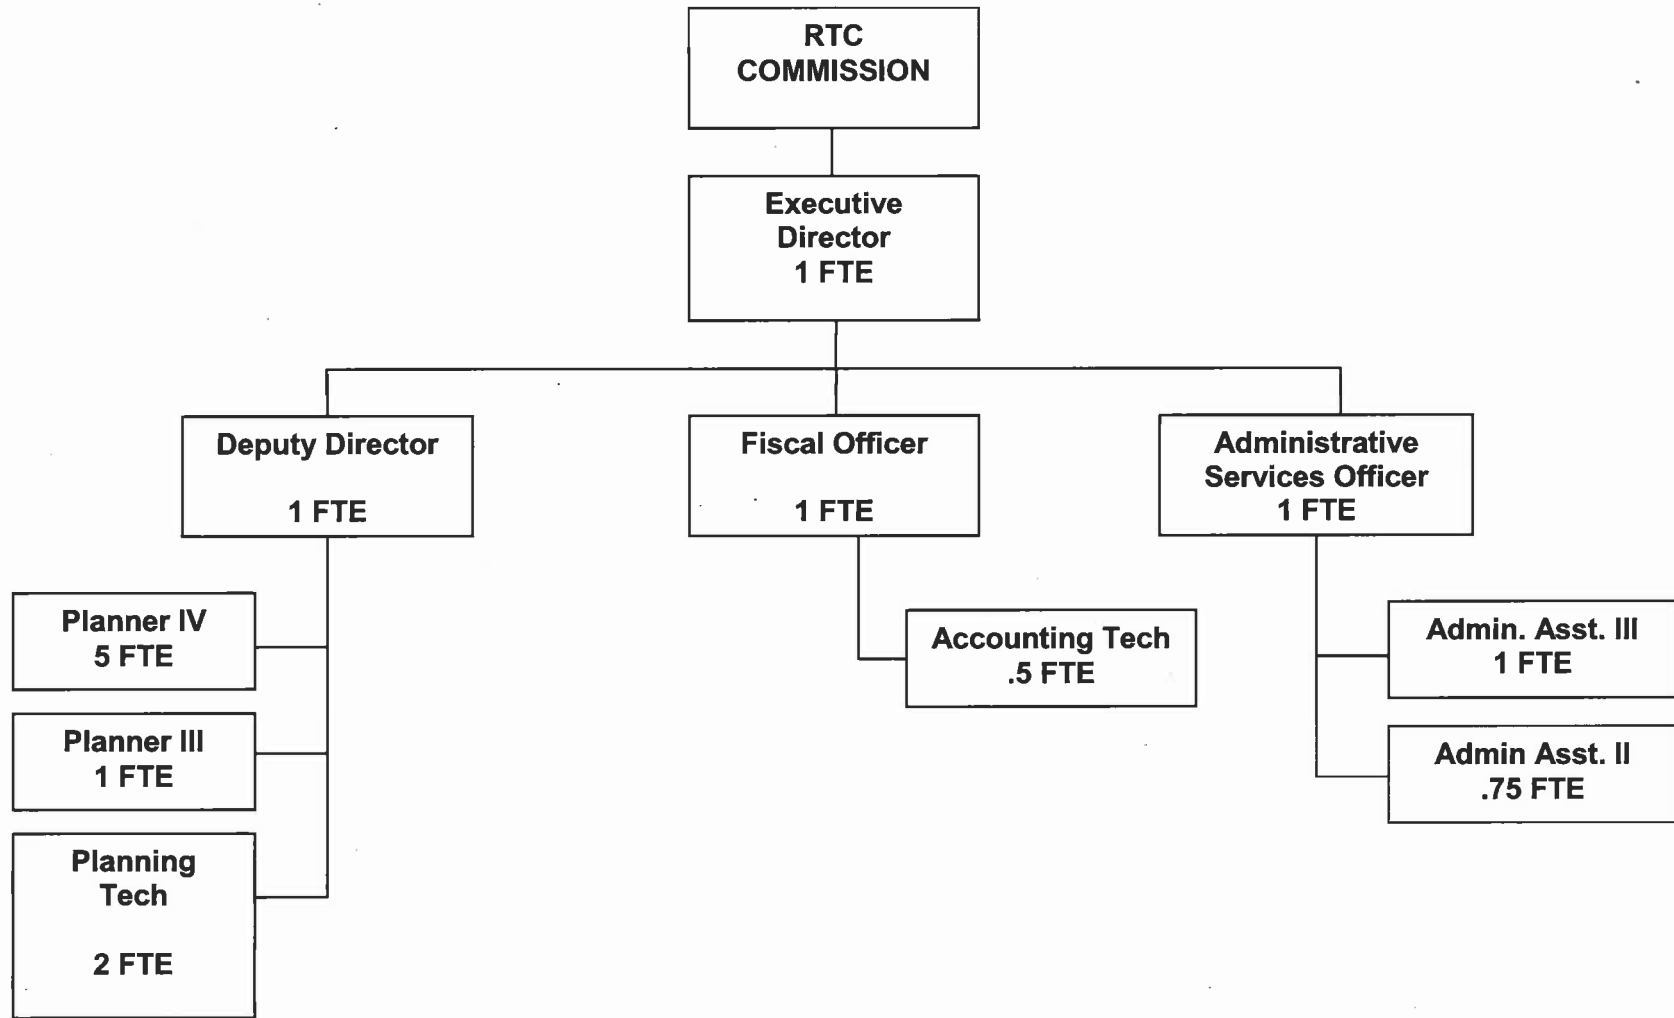 RTC
COMMISSION
Executive
Director
1 FTE
Deputy Director
1 FTE
Fiscal Officer
1 FTE
Administrative
Services Officer
1 FTE
Planner IV
5 FTE
Planner III
1 FTE
Planning
Tech
2 FTE
Accounting Tech
.5 FTE
Admin. Asst. III
1 FTE
Admin Asst. II
.75 FTE